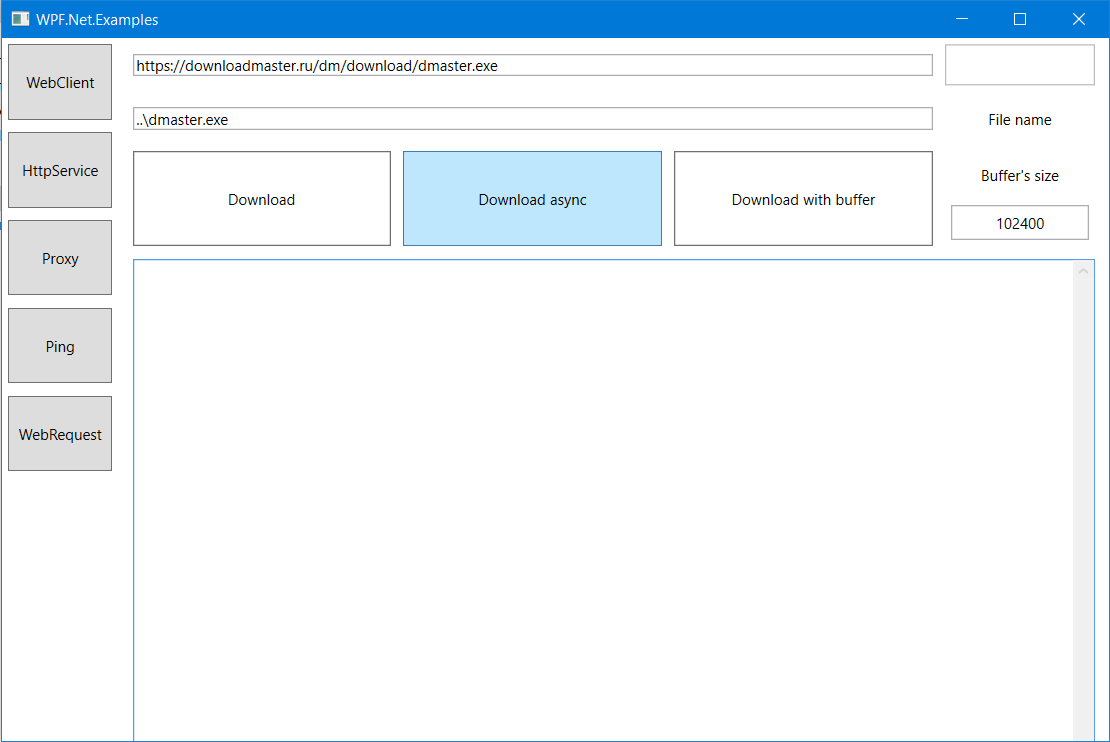 WPF.Net.Examples
WebClient
HttpService
Proxy
Ping
WebRequest
https://downloadmaster.ru/dm/download/dmaster.exe
..\dmaster.exe
File name
Download
Download async
Download with buffer
Buffer's size
102400